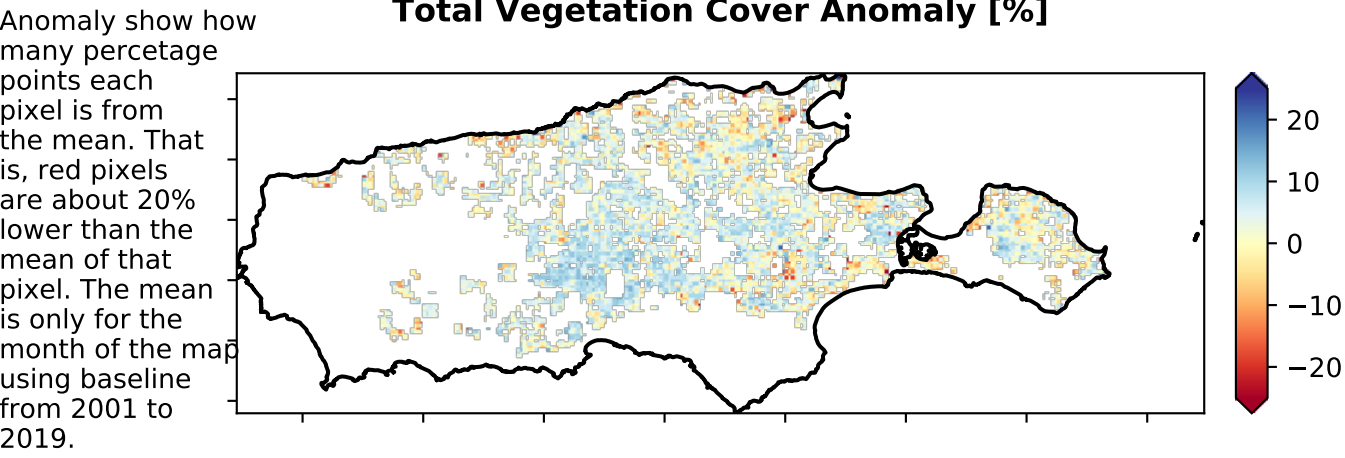 Total Vegetation Cover Anomaly [%]
Anomaly show how
many percetage
points each
pixel is from
the mean. That
is, red pixels
are about 20%
lower than the
mean of that
pixel. The mean
is only for the
month of the map
using baseline
from 2001 to
2019.
20
10
0
−10
−20